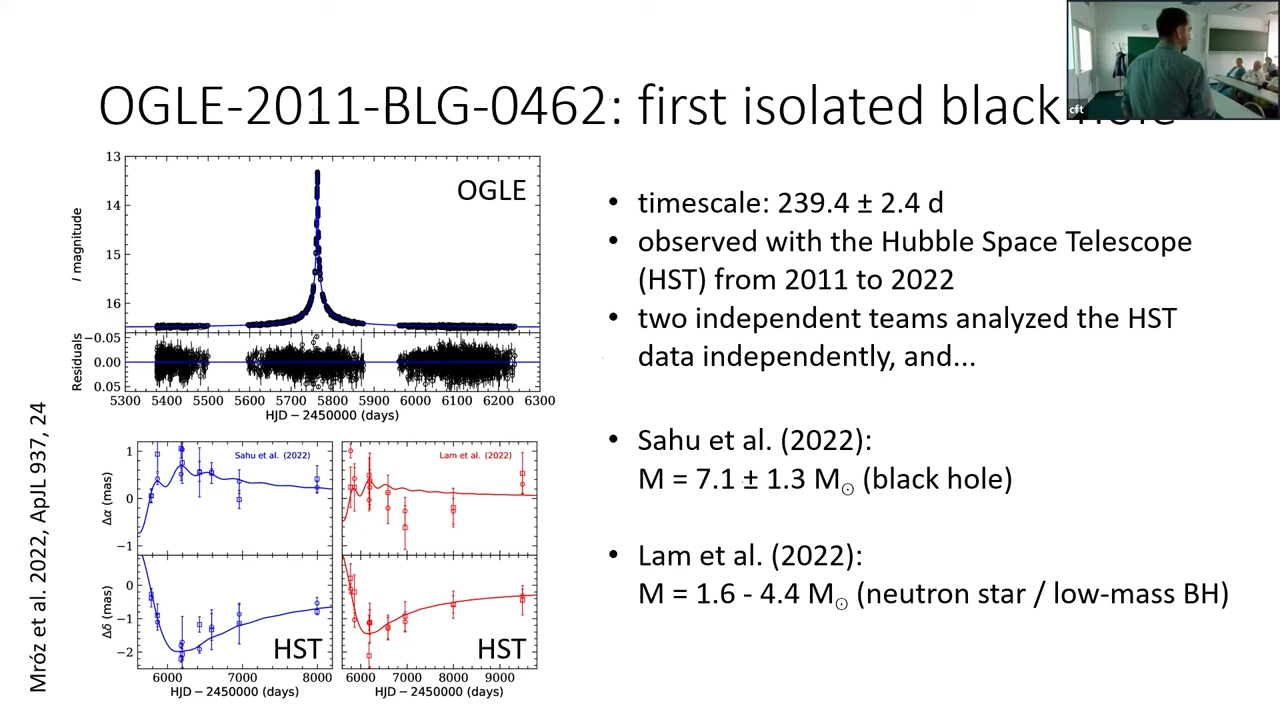 OGLE-2011-BLG-0462: first isolated black hole
cft
13
14
15
16
I magnitude
OGLE
−0.05
0.00
0.05
Residuals
5300 5400 5500 5600 5700 5800 5900 6000 6100 6200 6300
HJD − 2450000 (days)
1
0
−1
Δα (mas)
Sahu et al. (2022)
Lam et al. (2022)
0
−1
−2
Δδ (mas)
HST
HST
6000 7000 8000
6000 7000 8000 9000
HJD − 2450000 (days)
HJD − 2450000 (days)
Mróz et al. 2022, ApJL 937, 24
• timescale: 239.4 ± 2.4 d
• observed with the Hubble Space Telescope
(HST) from 2011 to 2022
• two independent teams analyzed the HST
data independently, and...
• Sahu et al. (2022):
M = 7.1 ± 1.3 M☉ (black hole)
• Lam et al. (2022):
M = 1.6 - 4.4 M☉ (neutron star / low-mass BH)